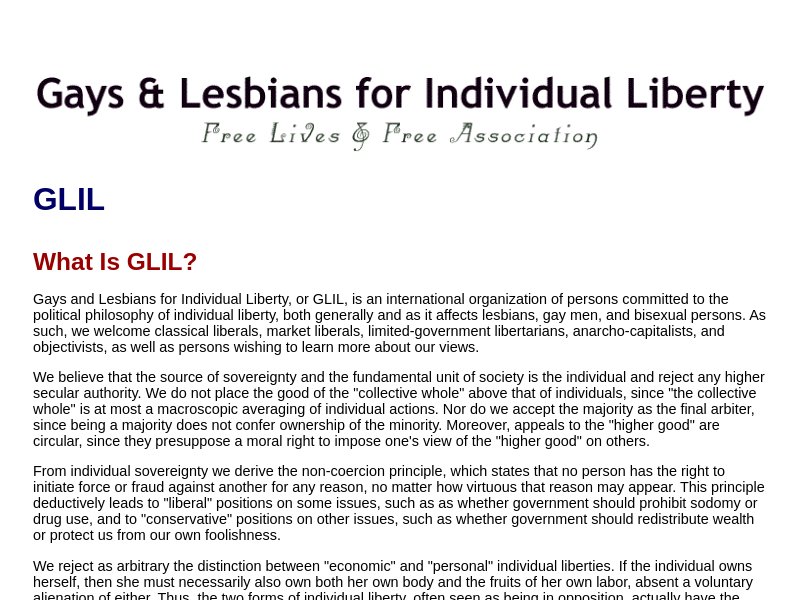 Gays & Lesbians for Individual Liberty
Free Lives & Free Association
GLIL
What Is GLIL?
Gays and Lesbians for Individual Liberty, or GLIL, is an international organization of persons committed to the
political philosophy of individual liberty, both generally and as it affects lesbians, gay men, and bisexual persons. As
such, we welcome classical liberals, market liberals, limited-government libertarians, anarcho-capitalists, and
objectivists, as well as persons wishing to learn more about our views.
We believe that the source of sovereignty and the fundamental unit of society is the individual and reject any higher
secular authority. We do not place the good of the "collective whole" above that of individuals, since "the collective
whole" is at most a macroscopic averaging of individual actions. Nor do we accept the majority as the final arbiter,
since being a majority does not confer ownership of the minority. Moreover, appeals to the "higher good" are
circular, since they presuppose a moral right to impose one's view of the "higher good" on others.
From individual sovereignty we derive the non-coercion principle, which states that no person has the right to
initiate force or fraud against another for any reason, no matter how virtuous that reason may appear. This principle
deductively leads to "liberal" positions on some issues, such as as whether government should prohibit sodomy or
drug use, and to "conservative" positions on other issues, such as whether government should redistribute wealth
or protect us from our own foolishness.
We reject as arbitrary the distinction between "economic" and "personal" individual liberties. If the individual owns
herself, then she must necessarily also own both her own body and the fruits of her own labor, absent a voluntary
alienation of either. Thus, the two forms of individual liberty, often seen as being in opposition, actually have the